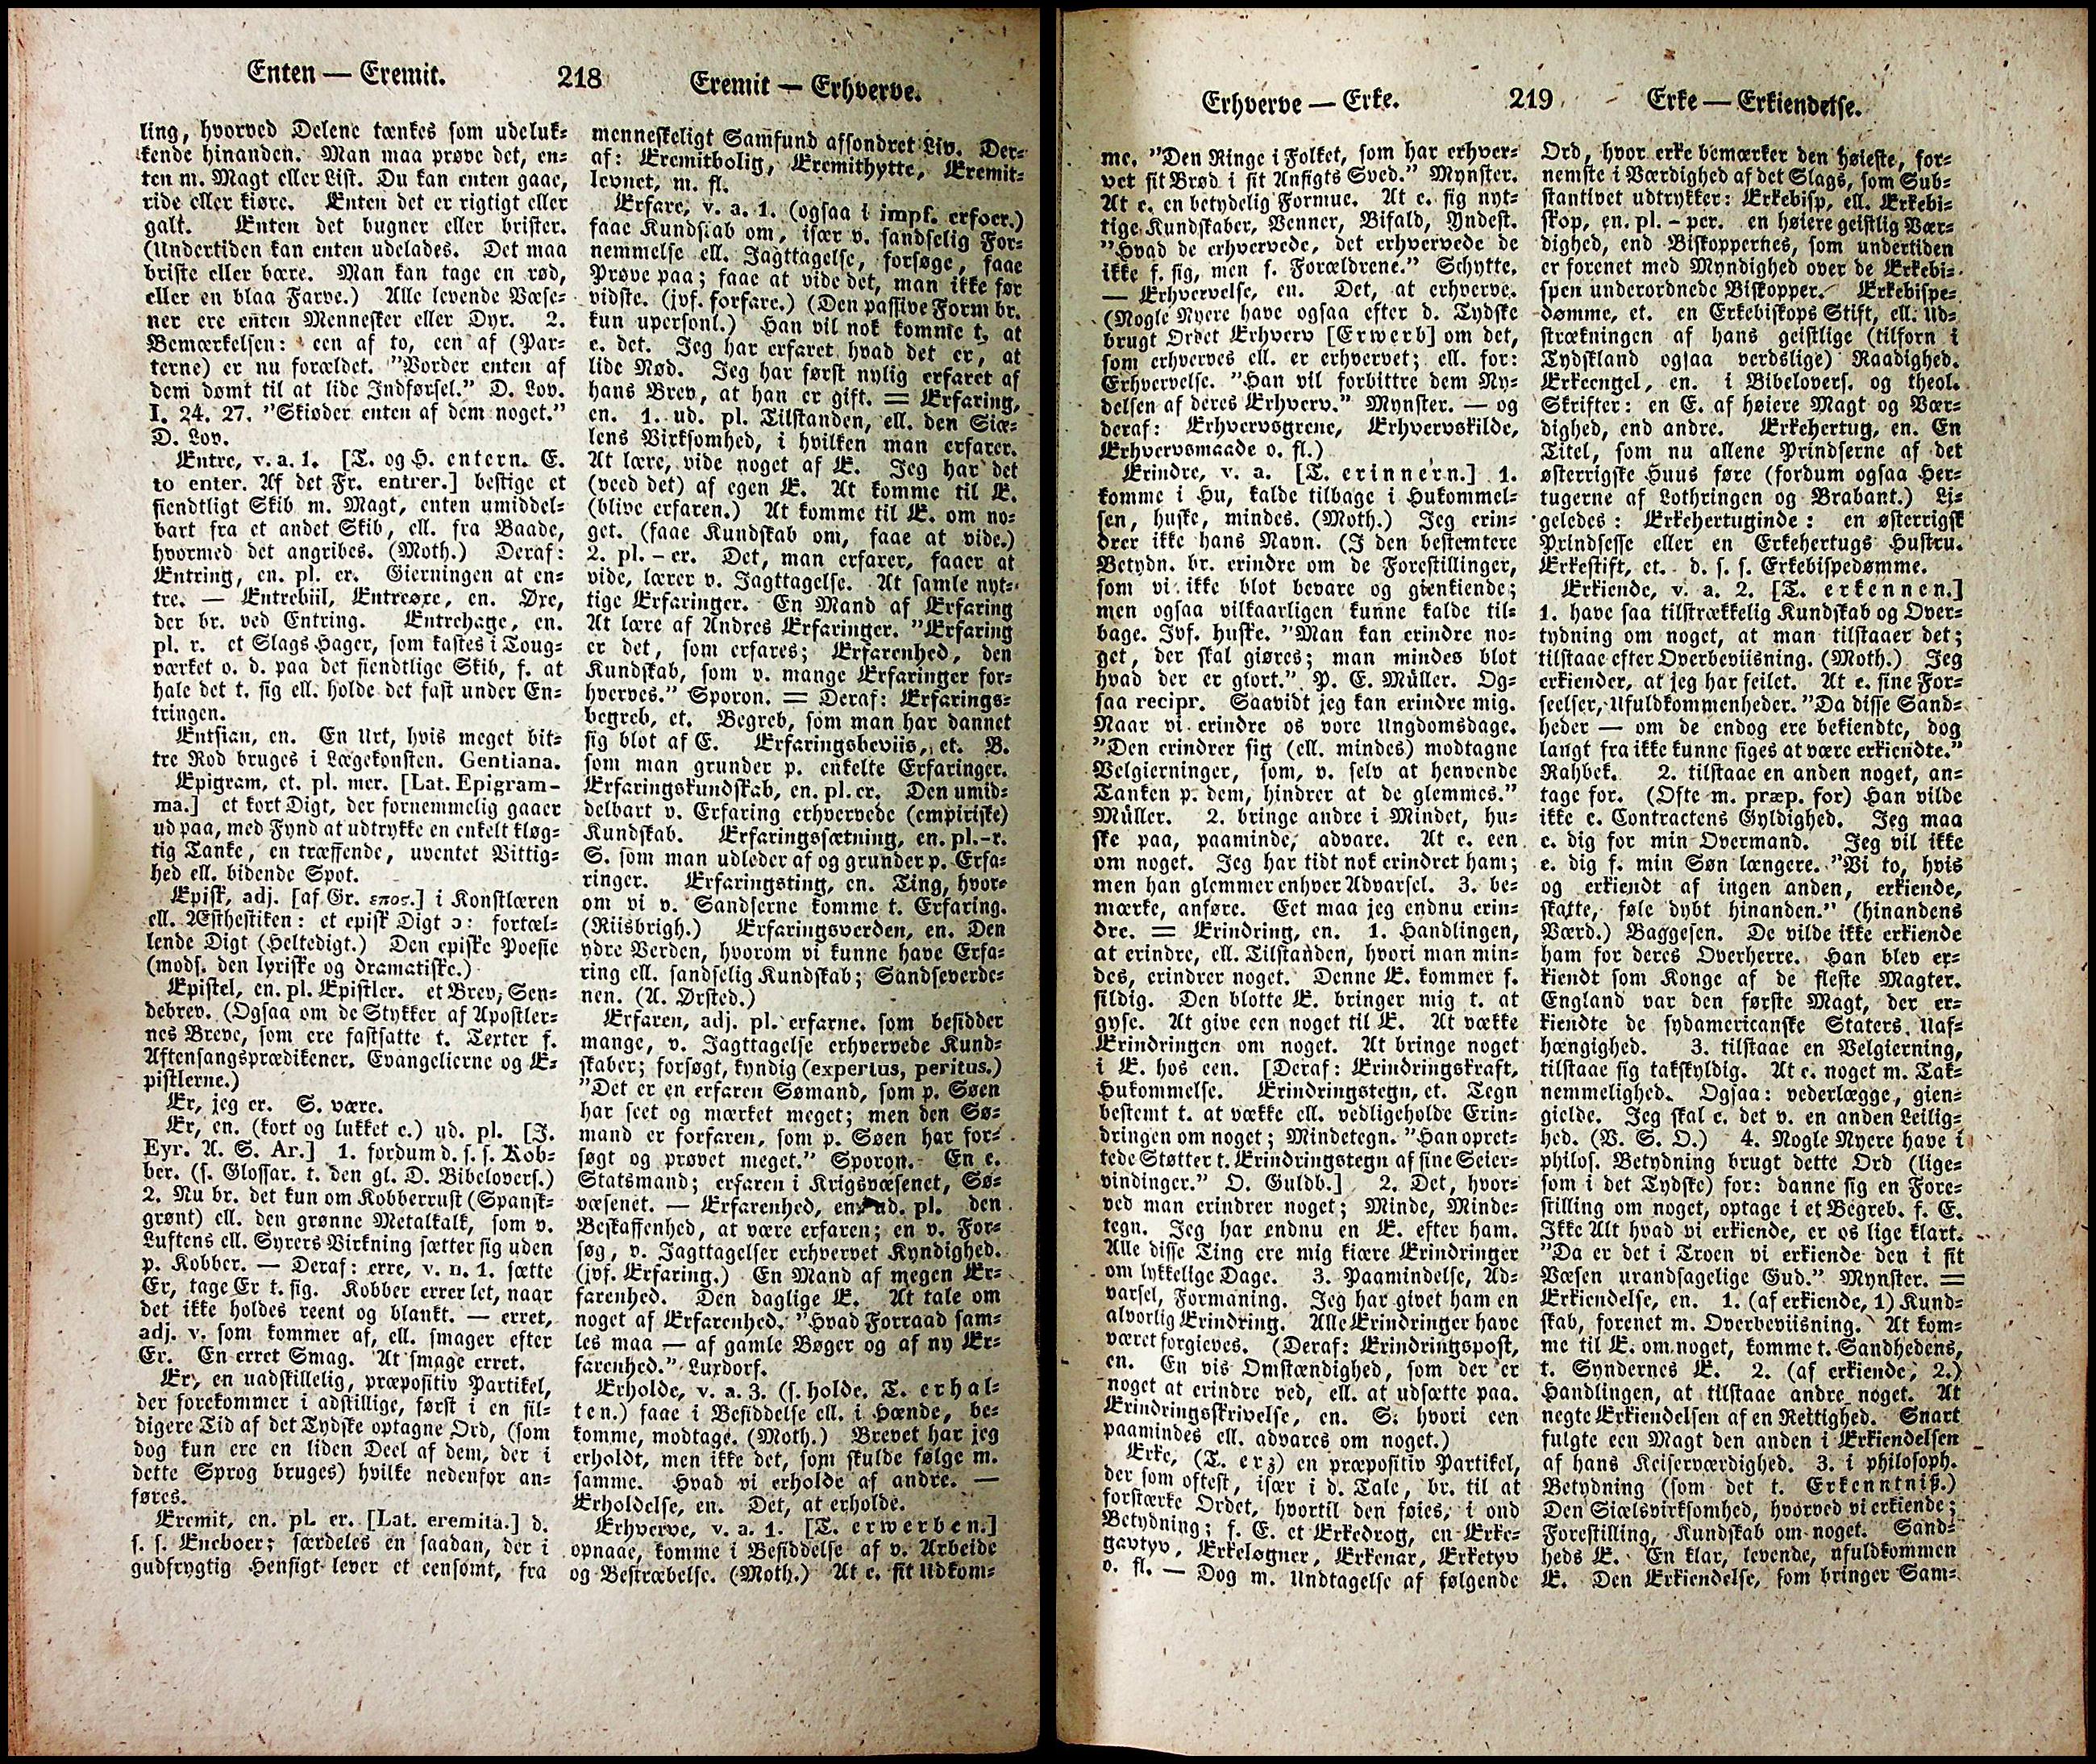 Enten — Eremit.
218
Eremit — Erhverve.
ling, hvorved Delene tænkes som udeluk-
kende hinanden. Man maa prøve det, en-
ten m. Magt eller List. Du kan enten gaae,
ride eller kiøre. Enten det er rigtigt eller
galt. Enten det bugner eller brister.
(Undertiden kan enten udelades. Det maa
briste eller bære. Man kan tage en rød,
eller en blaa Farve.) Alle levende Væse-
ner ere enten Mennesker eller Dyr. 2.
Bemærkelsen: een af to, een af (Par-
terne) er nu forældet. "Vorder enten af
dem dømt til at lide Indførsel." D. Lov.
I. 24. 27. "Skiøder enten af dem noget."
D. Lov.
Entre, v. a. 1. [T. og H. entern. E.
to enter. Af det Fr. entrer.] bestige et
fiendtligt Skib m. Magt, enten umiddel-
bart fra et andet Skib, ell. fra Baade,
hvormed det angribes. (Moth.) Deraf:
Entring, en. pl. er. Gierningen at en-
tre. — Entrebiil, Entreøxe, en. Øxe,
der br. ved Entring. Entrehage, en.
pl. r. et Slags Hager, som kastes i Toug-
værket o. d. paa det fiendtlige Skib, f. at
hale det t. sig ell. holde det fast under En-
tringen.
Entsian, en. En Urt, hvis meget bit-
tre Rod bruges i Lægekonsten. Gentiana.
Epigram, et. pl. mer. [Lat. Epigram-
ma.] et kort Digt, der fornemmelig gaaer
ud paa, med Fynd at udtrykke en enkelt kløg-
tig Tanke, en træffende, uventet Vittig-
hed ell. bidende Spot.
Episk, adj. [af Gr. επος.] i Konstlæren
ell. Æsthestiken: et episk Digt ɔ: fortæl-
lende Digt (Heltedigt.) Den episke Poesie
(mods. den lyriske og dramatiske.)
Epistel, en. pl. Epistler. et Brev, Sen-
debrev. (Ogsaa om de Stykker af Apostler-
nes Breve, som ere fastsatte t. Texter f.
Aftensangsprædikener. Evangelierne og E-
pistlerne.)
Er, jeg er. S. være.
Er, en. (kort og lukket e.) ud. pl. [J.
Eyr. A. S. Ar.] 1. fordum d. s. s. Kob-
ber. (s. Glossar. t. den gl. D. Bibelovers.)
2. Nu br. det kun om Kobberrust (Spansk-
grønt) ell. den grønne Metalkalk, som v.
Luftens ell. Syrers Virkning sætter sig uden
p. Kobber. — Deraf: erre, v. n. 1. sætte
Er, tage Er t. sig. Kobber errer let, naar
det ikke holdes reent og blankt. — erret,
adj. v. som kommer af, ell. smager efter
Er. En erret Smag. At smage erret.
Er, en uadskillelig, præpositiv Partikel,
der forekommer i adskillige, først i en sil-
digere Tid af det Tydske optagne Ord, (som
dog kun ere en liden Deel af dem, der i
dette Sprog bruges) hvilke nedenfor an-
føres.
Eremit, en. pl. er. [Lat. eremita.] d.
s. s. Eneboer; særdeles en saadan, der i
gudfrygtig Hensigt lever et eensomt, fra
menneskeligt Samfund afsondret Liv. Der-
af: Eremitbolig, Eremithytte, Eremit-
levnet, m. fl.
Erfare, v. a. 1. (ogsaa i impf. erfoer.)
faae Kundskab om, især v. sandselig For-
nemmelse ell. Jagttagelse, forsøge, faae
Prøve paa; faae at vide det, man ikke før
vidste. (jvf. forfare.) (Den passive Form br.
kun upersonl.) Han vil nok komme t. at
e. det. Jeg har erfaret hvad det er, at
lide Nød. Jeg har først nylig erfaret af
hans Brev, at han er gift. = Erfaring,
en. 1. ud. pl. Tilstanden, ell. den Siæ-
lens Virksomhed, i hvilken man erfarer.
At lære, vide noget af E. Jeg har det
(veed det) af egen E. At komme til E.
(blive erfaren.) At komme til E. om no-
get. (faae Kundskab om, faae at vide.)
2. pl. - er. Det, man erfarer, faaer at
vide, lærer v. Jagttagelse. At samle nyt-
tige Erfaringer. En Mand af Erfaring
At lære af Andres Erfaringer. "Erfaring
er det, som erfares; Erfarenhed, den
Kundskab, som v. mange Erfaringer for-
hverves." Sporon. = Deraf: Erfarings-
begreb, et. Begreb, som man har dannet
sig blot af E. Erfaringsbeviis, et. B.
som man grunder p. enkelte Erfaringer.
Erfaringskundskab, en. pl. er. Den umid-
delbart v. Erfaring erhvervede (empiriske)
Kundskab. Erfaringssætning, en. pl.-r.
S. som man udleder af og grunder p. Erfa-
ringer. Erfaringsting, en. Ting, hvor-
om vi v. Sandserne komme t. Erfaring.
(Riisbrigh.) Erfaringsverden, en. Den
ydre Verden, hvorom vi kunne have Erfa-
ring ell. sandselig Kundskab; Sandseverde-
nen. (A. Ørsted.)
Erfaren, adj. pl. erfarne. som besidder
mange, v. Jagttagelse erhvervede Kund-
skaber; forsøgt, kyndig (expertus, peritus.)
"Det er en erfaren Sømand, som p. Søen
har seet og mærket meget; men den Sø-
mand er forfaren, som p. Søen har for-
søgt og prøvet meget." Sporon. En e.
Statsmand; erfaren i Krigsvæsenet, Sø-
væsenet. — Erfarenhed, en. ud. pl. den
Beskaffenhed, at være erfaren; en v. For-
søg, v. Jagttagelser erhvervet Kyndighed.
(jvf. Erfaring.) En Mand af megen Er-
farenhed. Den daglige E. At tale om
noget af Erfarenhed. "Hvad Forraad sam-
les maa — af gamle Bøger og af ny Er-
farenhed." Luxdorf.
Erholde, v. a. 3. (s. holde. T. erhal-
ten.) faae i Besiddelse ell. i Hænde, be-
komme, modtage. (Moth.) Brevet har jeg
erholdt, men ikke det, som skulde følge m.
samme. Hvad vi erholde af andre. —
Erholdelse, en. Det, at erholde.
Erhverve, v. a. 1. [T. erwerben.]
opnaae, komme i Besiddelse af v. Arbeide
og Bestræbelse. (Moth.) At e. sit Udkom-
Erhverve — Erke.
219
Erke — Erkiendelse.
me. "Den Ringe i Folket, som har erhver-
vet sit Brød i sit Ansigts Sved." Mynster.
At e. en betydelig Formue. At e. sig nyt-
tige Kundskaber, Venner, Bifald, Yndest.
"Hvad de erhvervede, det erhvervede de
ikke f. sig, men f. Forældrene." Schytte.
— Erhvervelse, en. Det, at erhverve.
(Nogle Nyere have ogsaa efter d. Tydske
brugt Ordet Erhverv [Erwerb] om det,
som erhverves ell. er erhvervet; ell. for:
Erhvervelse. "Han vil forbittre dem Ny-
delsen af deres Erhverv." Mynster. — og
deraf: Erhvervsgrene, Erhvervskilde,
Erhvervsmaade o. fl.)
Erindre, v. a. [T. erinnern.] 1.
komme i Hu, kalde tilbage i Hukommel-
sen, huske, mindes. (Moth.) Jeg erin-
drer ikke hans Navn. (I den bestemtere
Betydn. br. erindre om de Forestillinger,
som vi ikke blot bevare og gienkiende;
men ogsaa vilkaarligen kunne kalde til-
bage. Jvf. huske. "Man kan erindre no-
get, der skal giøres; man mindes blot
hvad der er giort." P. E. Müller. Og-
saa recipr. Saavidt jeg kan erindre mig.
Naar vi erindre os vore Ungdomsdage.
"Den erindrer sig (ell. mindes) modtagne
Velgierninger, som, v. selv at henvende
Tanken p. dem, hindrer at de glemmes."
Müller. 2. bringe andre i Mindet, hu-
ske paa, paaminde, advare. At e. een
om noget. Jeg har tidt nok erindret ham;
men han glemmer enhver Advarsel. 3. be-
mærke, anføre. Eet maa jeg endnu erin-
dre. = Erindring, en. 1. Handlingen,
at erindre, ell. Tilstanden, hvori man min-
des, erindrer noget. Denne E. kommer f.
sildig. Den blotte E. bringer mig t. at
gyse. At give een noget til E. At vække
Erindringen om noget. At bringe noget
i E. hos een. [Deraf: Erindringskraft,
Hukommelse. Erindringstegn, et. Tegn
bestemt t. at vække ell. vedligeholde Erin-
dringen om noget; Mindetegn. "Han opret-
tede Støtter t. Erindringstegn af sine Seier-
vindinger." O. Guldb.] 2. Det, hvor-
ved man erindrer noget; Minde, Minde-
tegn. Jeg har endnu en E. efter ham.
Alle disse Ting ere mig kiære Erindringer
om lykkelige Dage. 3. Paamindelse, Ad-
varsel, Formaning. Jeg har givet ham en
alvorlig Erindring. Alle Erindringer have
været forgieves. (Deraf: Erindringspost,
en. En vis Omstændighed, som der er
noget at erindre ved, ell. at udsætte paa.
Erindringsskrivelse, en. S. hvori een
paamindes ell. advares om noget.)
Erke, (T. erz) en præpositiv Partikel,
der som oftest, især i d. Tale, br. til at
forstærke Ordet, hvortil den føies, i ond
Betydning; f. E. et Erkedrog, en Erke-
gavtyv, Erkeløgner, Erkenar, Erketyv
o. fl. — Dog m. Undtagelse af følgende
Ord, hvor erke bemærker den høieste, for-
nemste i Værdighed af det Slags, som Sub-
stantivet udtrykker: Erkebisp, ell. Erkebi-
skop, en. pl. - per. en høiere geistlig Vær-
dighed, end Biskoppernes, som undertiden
er forenet med Myndighed over de Erkebi-
spen underordnede Biskopper. Erkebispe-
dømme, et. en Erkebiskops Stift, ell. Ud-
strækningen af hans geistlige (tilforn i
Tydskland ogsaa verdslige) Raadighed.
Erkeengel, en. i Bibelovers. og theol.
Skrifter: en E. af høiere Magt og Vær-
dighed, end andre. Erkehertug, en. En
Titel, som nu allene Prindserne af det
østerrigske Huus føre (fordum ogsaa Her-
tugerne af Lothringen og Brabant.) Li-
geledes: Erkehertuginde: en østerrigsk
Prindsesse eller en Erkehertugs Hustru.
Erkestift, et. d. s. s. Erkebispedømme.
Erkiende, v. a. 2. [T. erkennen.]
1. have saa tilstrækkelig Kundskab og Over-
tydning om noget, at man tilstaaer det;
tilstaae efter Overbeviisning. (Moth.) Jeg
erkiender, at jeg har feilet. At e. sine For-
seelser, Ufuldkommenheder. "Da disse Sand-
heder — om de endog ere bekiendte, dog
langt fra ikke kunne siges at være erkiendte."
Rahbek. 2. tilstaae en anden noget, an-
tage for. (Ofte m. præp. for) Han vilde
ikke e. Contractens Gyldighed. Jeg maa
e. dig for min Overmand. Jeg vil ikke
e. dig f. min Søn længere. "Vi to, hvis
og erkiendt af ingen anden, erkiende,
skatte, føle dybt hinanden." (hinandens
Værd.) Baggesen. De vilde ikke erkiende
ham for deres Overherre. Han blev er-
kiendt som Konge af de fleste Magter.
England var den første Magt, der er-
kiendte de sydamericanske Staters Uaf-
hængighed. 3. tilstaae en Velgierning,
tilstaae sig takskyldig. At e. noget m. Tak-
nemmelighed. Ogsaa: vederlægge, gien-
gielde. Jeg skal e. det v. en anden Leilig-
hed. (V. S. O.) 4. Nogle Nyere have i
philos. Betydning brugt dette Ord (lige-
som i det Tydske) for: danne sig en Fore-
stilling om noget, optage i et Begreb. f. E.
Ikke Alt hvad vi erkiende, er os lige klart.
"Da er det i Troen vi erkiende den i sit
Væsen urandsagelige Gud." Mynster. =
Erkiendelse, en. 1. (af erkiende, 1) Kund-
skab, forenet m. Overbeviisning. At kom-
me til E. om noget, komme t. Sandhedens,
t. Syndernes E. 2. (af erkiende, 2.)
Handlingen, at tilstaae andre noget. At
negte Erkiendelsen af en Rettighed. Snart
fulgte een Magt den anden i Erkiendelsen
af hans Keiserværdighed. 3. i philosoph.
Betydning (som det t. Erkenntniß.)
Den Siælsvirksomhed, hvorved vi erkiende;
Forestilling, Kundskab om noget. Sand-
heds E. En klar, levende, ufuldkommen
E. Den Erkiendelse, som bringer Sam-